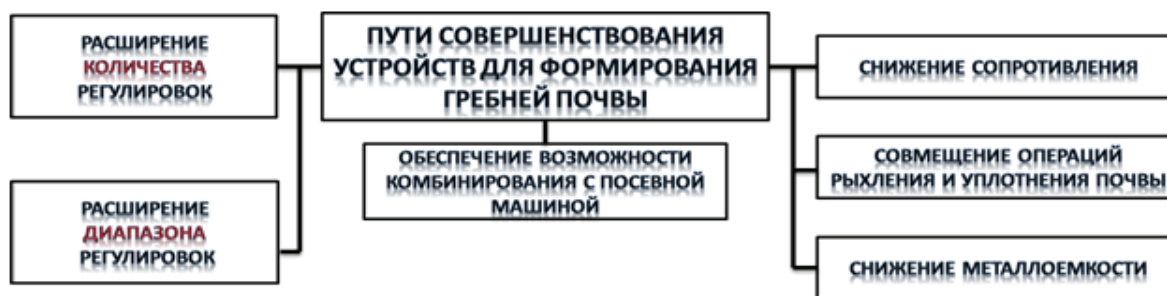 ПУТИ СОВЕРШЕНСТВОВАНИЯ
УСТРОЙСТВ ДЛЯ ФОРМИРОВАНИЯ
ГРЕБНЕЙ ПОЧВЫ
РАСШИРЕНИЕ
КОЛИЧЕСТВА
РЕГУЛИРОВОК
РАСШИРЕНИЕ
ДИАПАЗОНА
РЕГУЛИРОВОК
ОБЕСПЕЧЕНИЕ ВОЗМОЖНОСТИ
КОМБИНИРОВАНИЯ С ПОСЕВНОЙ
МАШИНОЙ
СНИЖЕНИЕ СОПРОТИВЛЕНИЯ
СОВМЕЩЕНИЕ ОПЕРАЦИЙ
РЫХЛЕНИЯ И УПЛОТНЕНИЯ ПОЧВЫ
СНИЖЕНИЕ МЕТАЛЛОЕМКОСТИ